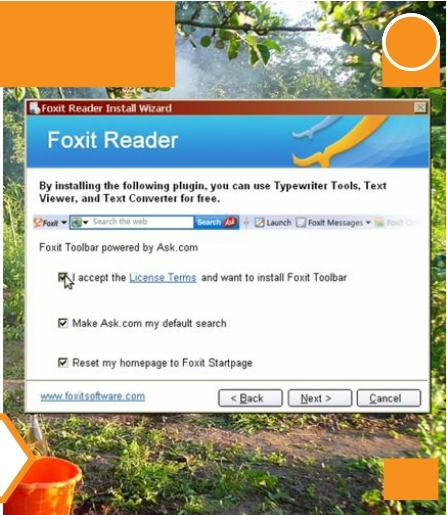 Foxit Reader Install Wizard
Foxit Reader
By installing the following plugin, you can use Typewriter Tools, Text
Viewer, and Text Converter for free.
Foxit Search the web Search Launch Foxit Messages Foxit
Foxit Toolbar powered by Ask.com
I accept the License Terms and want to install Foxit Toolbar
Make Ask.com my default search
Reset my homepage to Foxit Startpage
www.foxitsoftware.com < Back Next > Cancel